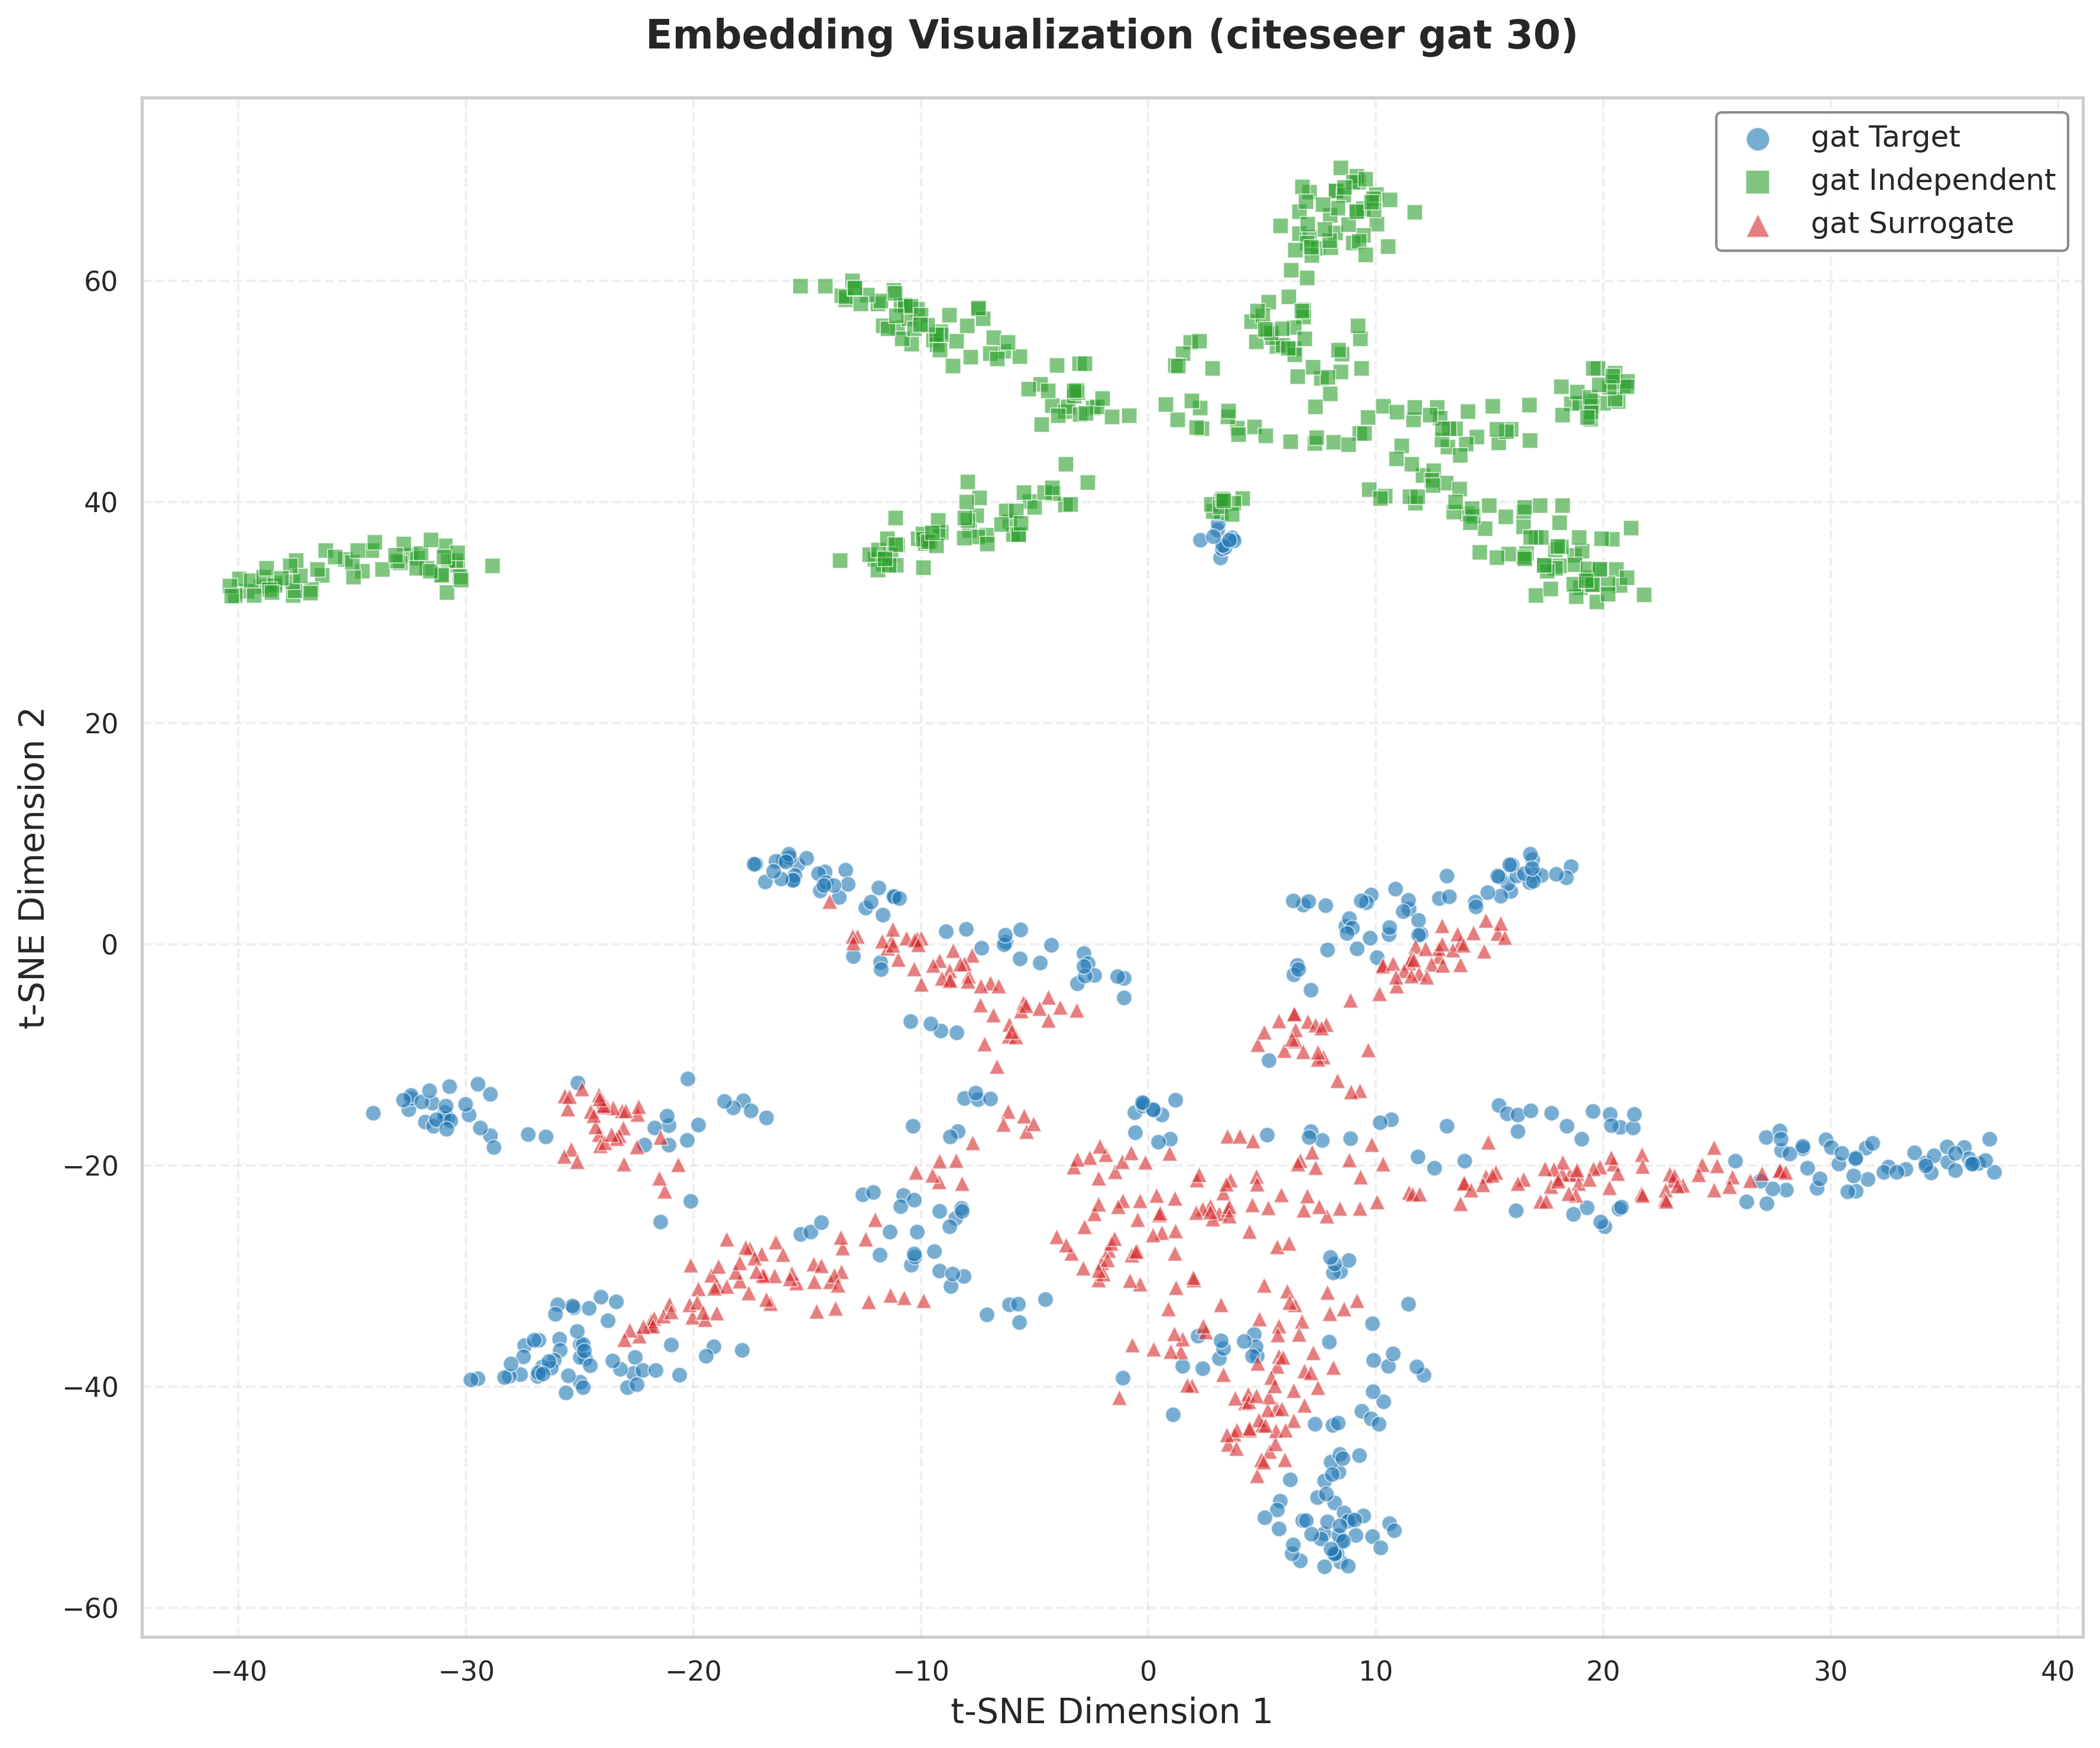 Embedding Visualization (citeseer gat 30)
gat Target
gat Independent
gat Surrogate
60
40
20
0
−20
−40
−60
t-SNE Dimension 2
−40 −30 −20 −10 0 10 20 30 40
t-SNE Dimension 1